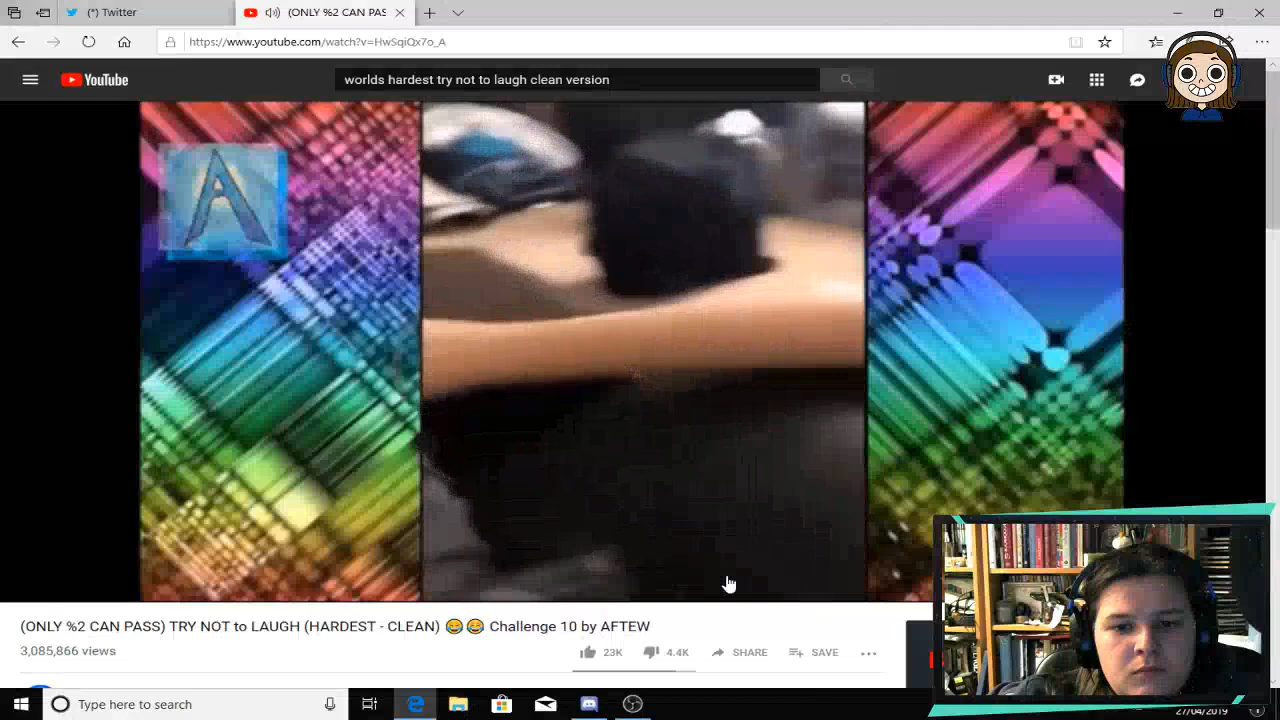 (*) Twitter
(ONLY %2 CAN PAS
https://www.youtube.com/watch?v=HwSqiQx7o_A
YouTube
worlds hardest try not to laugh clean version
A
(ONLY %2 CAN PASS) TRY NOT to LAUGH (HARDEST - CLEAN) 😂😂 Challenge 10 by AFTEW
3,085,866 views
23K
4.4K
SHARE
SAVE
Type here to search
27/04/2019